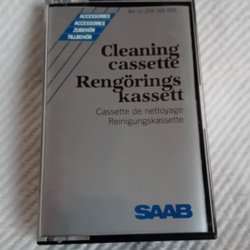 ACCESSOIRES
ACCESSORIES
ZUBEHÖR
TILLBEHÖR
Cleaning
cassette
Rengörings
kassett
Cassette de nettoyage
Reinigungskassette
SAAB